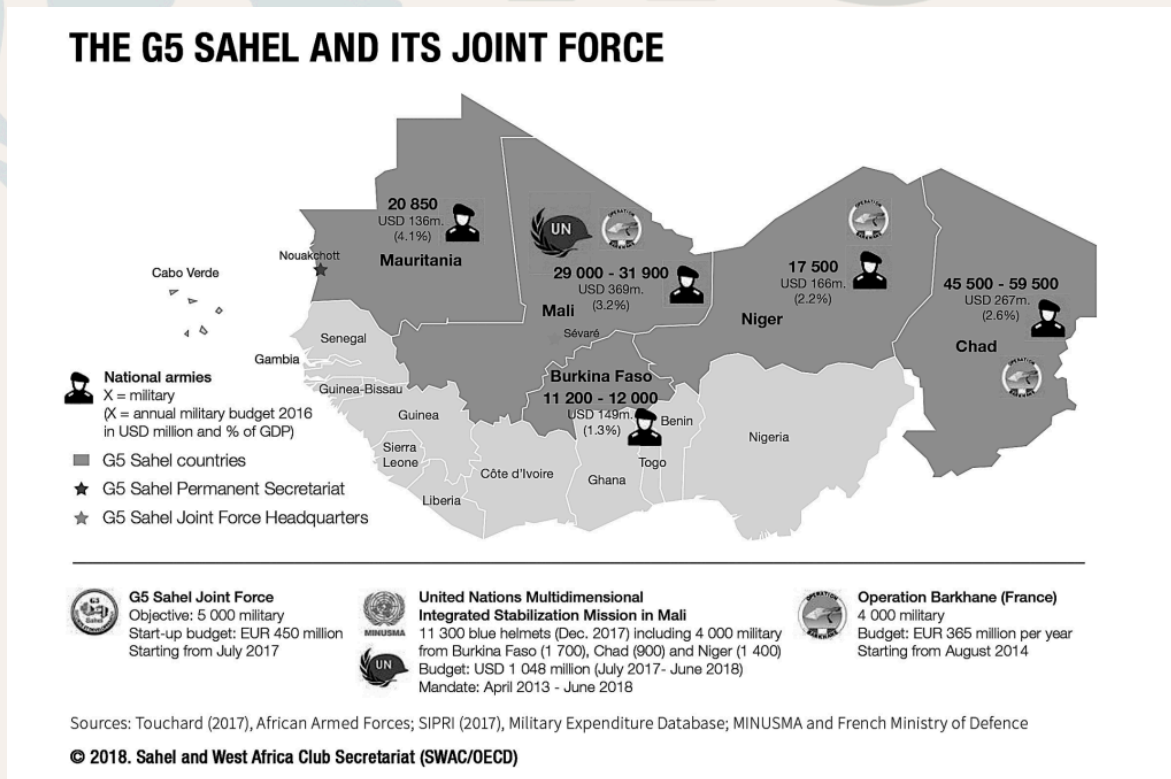 THE G5 SAHEL AND ITS JOINT FORCE
20 850
USD 136m.
(4.1%)
Mauritania
Nouakchott
Cabo Verde
UN
OPERATION
BARKHANE
29 000 - 31 900
USD 369m.
(3.2%)
Mali
Sévaré
OPERATION
BARKHANE
17 500
USD 166m.
(2.2%)
Niger
45 500 - 59 500
USD 267m.
(2.6%)
Chad
OPERATION
BARKHANE
Burkina Faso
11 200 - 12 000
USD 149m.
(1.3%)
Senegal
Gambia
Guinea-Bissau
Guinea
Sierra
Leone
Liberia
Côte d'Ivoire
Ghana
Togo
Benin
Nigeria
National armies
X = military
(X = annual military budget 2016
in USD million and % of GDP)
G5 Sahel countries
G5 Sahel Permanent Secretariat
G5 Sahel Joint Force Headquarters
G5
Sahel
G5 Sahel Joint Force
Objective: 5 000 military
Start-up budget: EUR 450 million
Starting from July 2017
MINUSMA
UN
United Nations Multidimensional
Integrated Stabilization Mission in Mali
11 300 blue helmets (Dec. 2017) including 4 000 military
from Burkina Faso (1 700), Chad (900) and Niger (1 400)
Budget: USD 1 048 million (July 2017- June 2018)
Mandate: April 2013 - June 2018
OPERATION
BARKHANE
Operation Barkhane (France)
4 000 military
Budget: EUR 365 million per year
Starting from August 2014
Sources: Touchard (2017), African Armed Forces; SIPRI (2017), Military Expenditure Database; MINUSMA and French Ministry of Defence
© 2018. Sahel and West Africa Club Secretariat (SWAC/OECD)